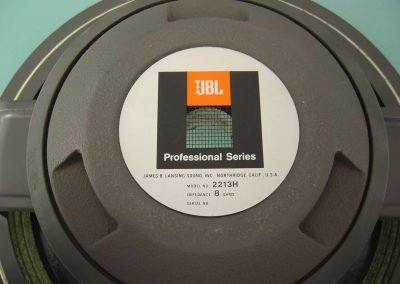 JBL
Professional Series
JAMES B. LANSING SOUND, INC. NORTHRIDGE, CALIF., U.S.A.
MODEL NO. 2213H
IMPEDANCE 8 OHMS
SERIAL NO.